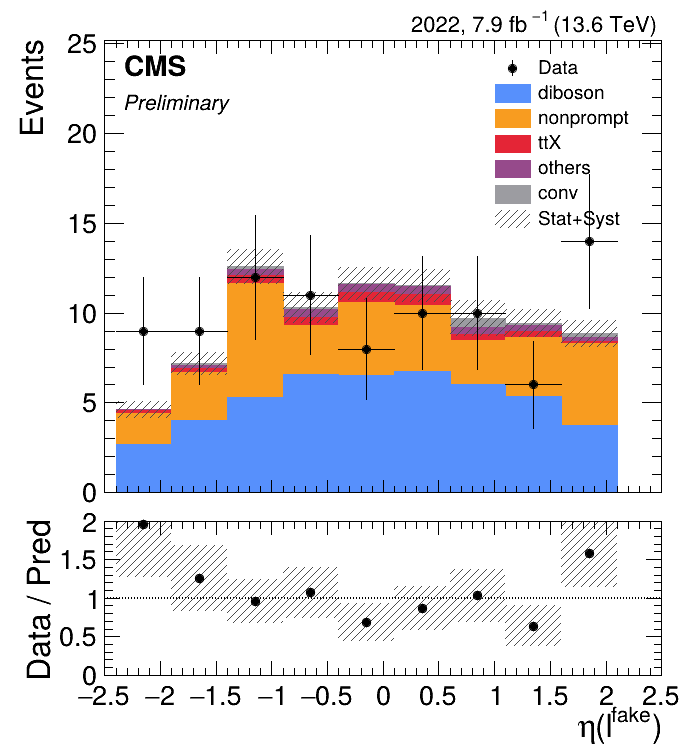 2022, 7.9 fb⁻¹ (13.6 TeV)
Events
25
20
15
10
5
0
CMS
Preliminary
Data
diboson
nonprompt
ttX
others
conv
Stat+Syst
Data / Pred
2
1.5
1
0.5
0
−2.5 −2 −1.5 −1 −0.5 0 0.5 1 1.5 2 2.5
η(l^fake)